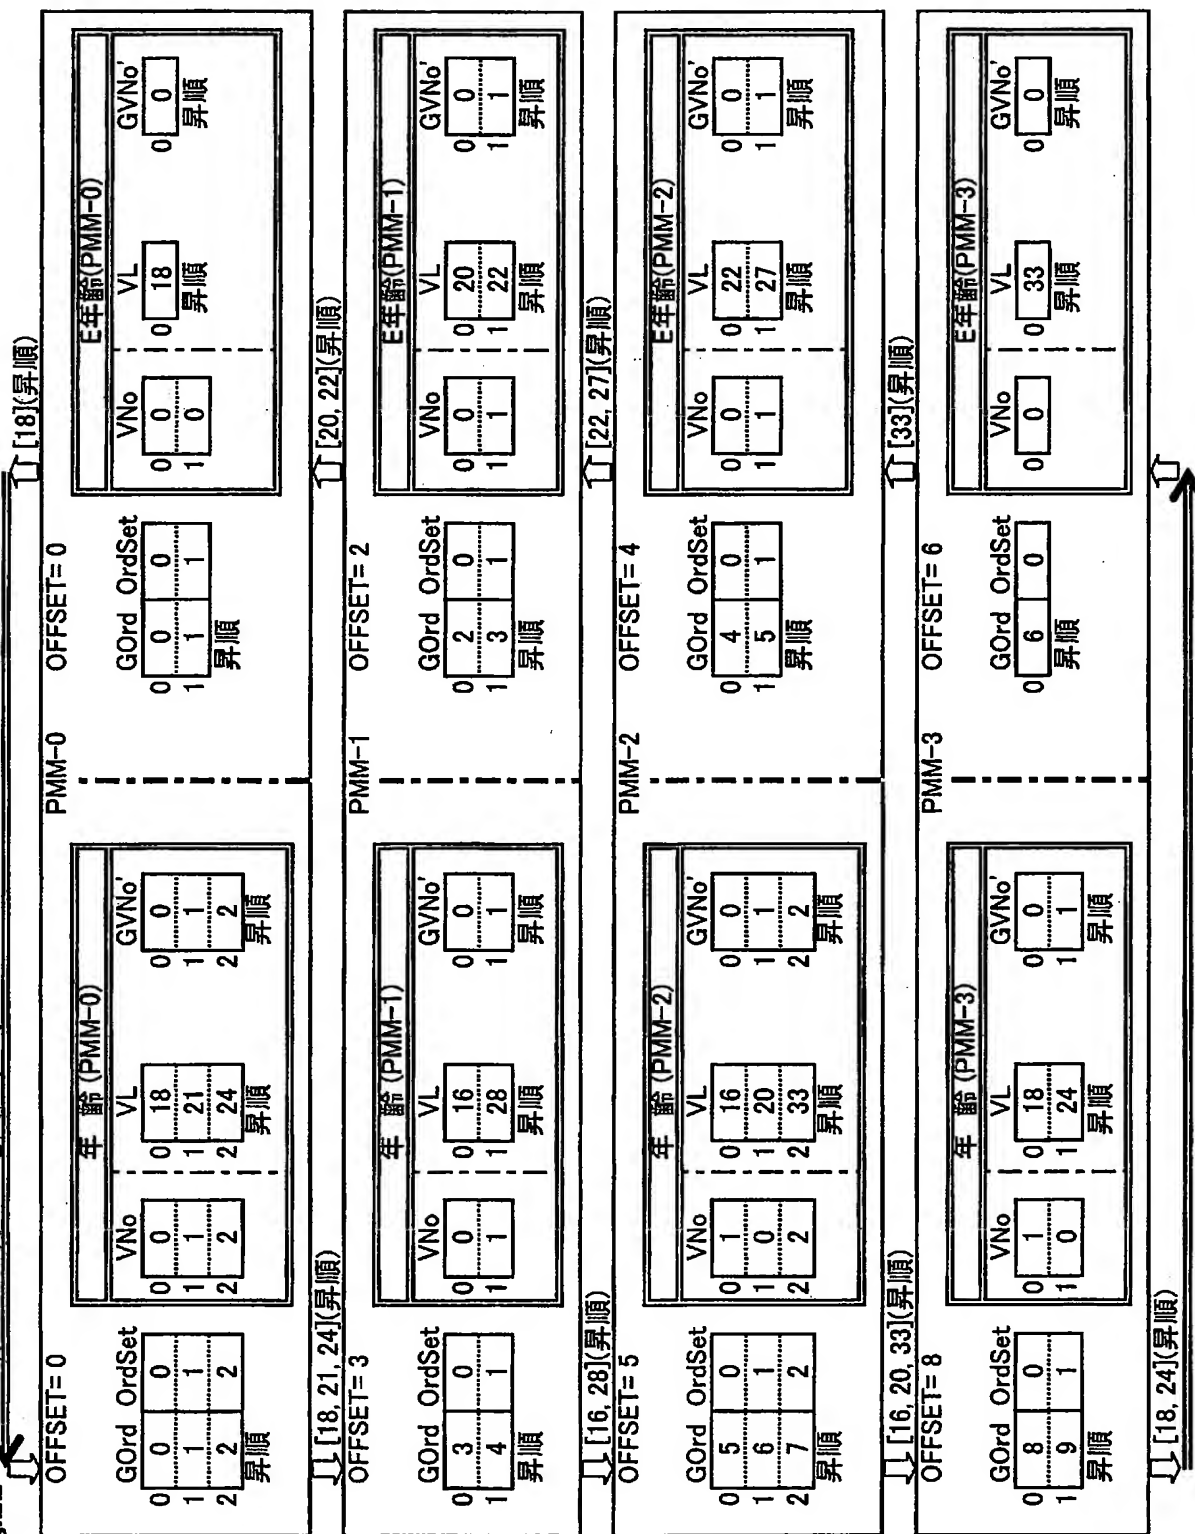 OFFSET= 0
GOrd OrdSet
0 0 0
1 1 1
2 2 2
昇順
年 齢 (PMM-0)
VNo VL GVNo'
0 0 0 18 0 0
1 1 1 21 1 1
2 2 2 24 2 2
昇順 昇順
PMM-0
OFFSET= 0
GOrd OrdSet
0 0 0
1 1 1
昇順
[18](昇順)
E年齢(PMM-0)
VNo VL GVNo'
0 0 0 18 0 0
1 0
昇順 昇順
[18, 21, 24](昇順)
OFFSET= 3
GOrd OrdSet
0 3 0
1 4 1
昇順
年 齢 (PMM-1)
VNo VL GVNo'
0 0 0 16 0 0
1 1 1 28 1 1
昇順 昇順
PMM-1
OFFSET= 2
GOrd OrdSet
0 2 0
1 3 1
昇順
[20, 22](昇順)
E年齢(PMM-1)
VNo VL GVNo'
0 0 0 20 0 0
1 1 1 22 1 1
昇順 昇順
[16, 28](昇順)
OFFSET= 5
GOrd OrdSet
0 5 0
1 6 1
2 7 2
昇順
年 齢 (PMM-2)
VNo VL GVNo'
0 1 0 16 0 0
1 0 1 20 1 1
2 2 2 33 2 2
昇順 昇順
PMM-2
OFFSET= 4
GOrd OrdSet
0 4 0
1 5 1
昇順
[22, 27](昇順)
E年齢(PMM-2)
VNo VL GVNo'
0 0 0 22 0 0
1 1 1 27 1 1
昇順 昇順
[16, 20, 33](昇順)
OFFSET= 8
GOrd OrdSet
0 8 0
1 9 1
昇順
年 齢 (PMM-3)
VNo VL GVNo'
0 1 0 18 0 0
1 0 1 24 1 1
昇順 昇順
PMM-3
OFFSET= 6
GOrd OrdSet
0 6 0
昇順
[33](昇順)
E年齢(PMM-3)
VNo VL GVNo'
0 0 0 33 0 0
昇順 昇順
[18, 24](昇順)